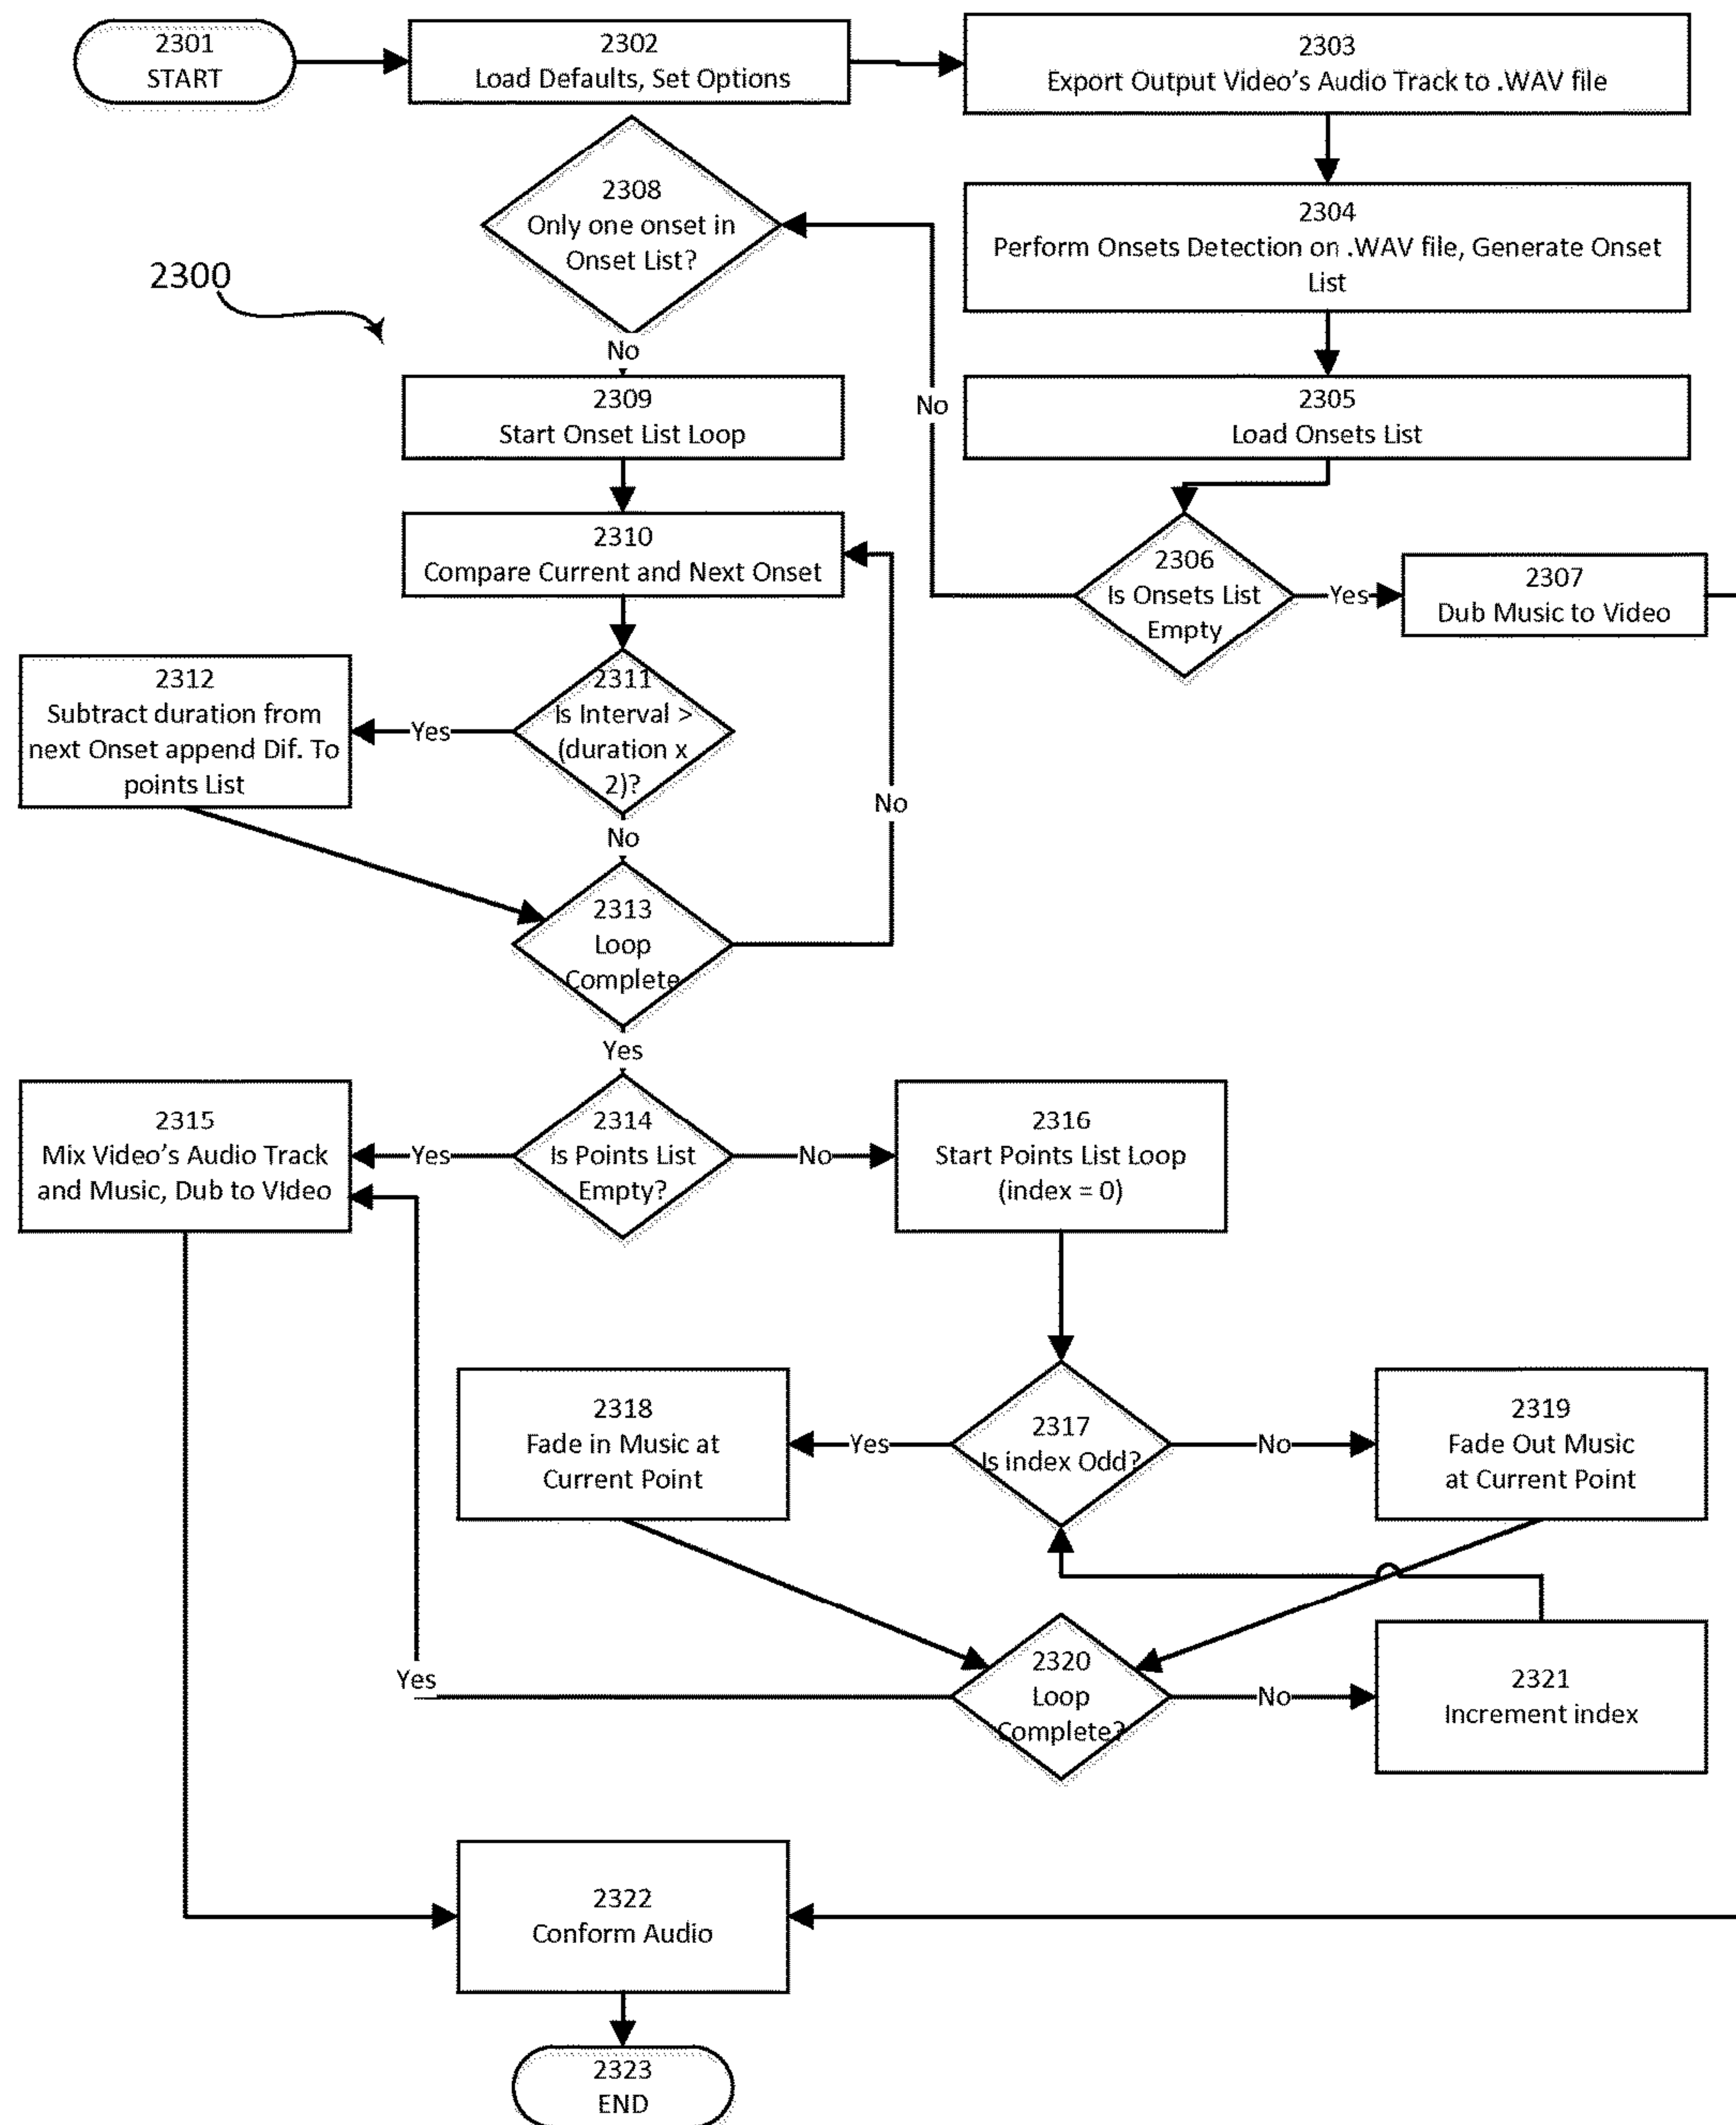 2301
START
2302
Load Defaults, Set Options
2303
Export Output Video's Audio Track to .WAV file
2308
Only one onset in
Onset List?
2304
Perform Onsets Detection on .WAV file, Generate Onset
List
2300
No
2309
Start Onset List Loop
No
2305
Load Onsets List
2310
Compare Current and Next Onset
2306
Is Onsets List
Empty
Yes
2307
Dub Music to Video
2312
Subtract duration from
next Onset append Dif. To
points List
Yes
2311
Is Interval >
(duration x
2)?
No
No
2313
Loop
Complete
Yes
2315
Mix Video's Audio Track
and Music, Dub to VIdeo
Yes
2314
Is Points List
Empty?
No
2316
Start Points List Loop
(index = 0)
2318
Fade in Music at
Current Point
Yes
2317
Is index Odd?
No
2319
Fade Out Music
at Current Point
Yes
2320
Loop
Complete?
No
2321
Increment index
2322
Conform Audio
2323
END